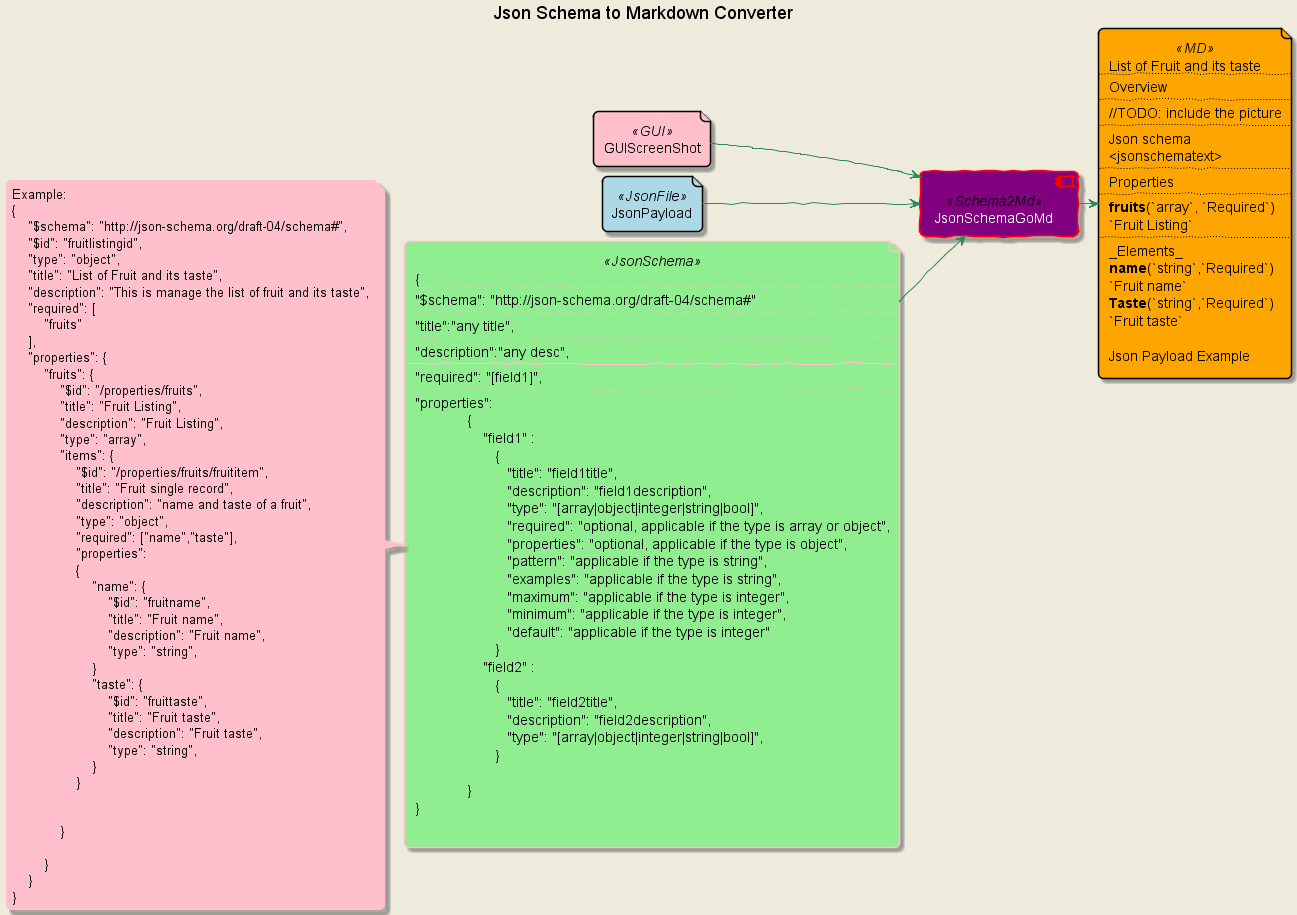 Json Schema to Markdown Converter
Example:
{
"$schema": "http://json-schema.org/draft-04/schema#",
"$id": "fruitlistingid",
"type": "object",
"title": "List of Fruit and its taste",
"description": "This is manage the list of fruit and its taste",
"required": [
"fruits"
],
"properties": {
"fruits": {
"$id": "/properties/fruits",
"title": "Fruit Listing",
"description": "Fruit Listing",
"type": "array",
"items": {
"$id": "/properties/fruits/fruititem",
"title": "Fruit single record",
"description": "name and taste of a fruit",
"type": "object",
"required": ["name","taste"],
"properties":
{
"name": {
"$id": "fruitname",
"title": "Fruit name",
"description": "Fruit name",
"type": "string",
}
"taste": {
"$id": "fruittaste",
"title": "Fruit taste",
"description": "Fruit taste",
"type": "string",
}
}
}
}
}
}
«GUI»
GUIScreenShot
«JsonFile»
JsonPayload
«JsonSchema»
{
"$schema": "http://json-schema.org/draft-04/schema#"
"title":"any title",
"description":"any desc",
"required": "[field1]",
"properties":
{
"field1" :
{
"title": "field1title",
"description": "field1description",
"type": "[array|object|integer|string|bool]",
"required": "optional, applicable if the type is array or object",
"properties": "optional, applicable if the type is object",
"pattern": "applicable if the type is string",
"examples": "applicable if the type is string",
"maximum": "applicable if the type is integer",
"minimum": "applicable if the type is integer",
"default": "applicable if the type is integer"
}
"field2" :
{
"title": "field2title",
"description": "field2description",
"type": "[array|object|integer|string|bool]",
}
}
}
«Schema2Md»
JsonSchemaGoMd
«MD»
List of Fruit and its taste
Overview
//TODO: include the picture
Json schema
<jsonschematext>
Properties
fruits(`array`, `Required`)
`Fruit Listing`
_Elements_
name(`string`,`Required`)
`Fruit name`
Taste(`string`,`Required`)
`Fruit taste`
Json Payload Example